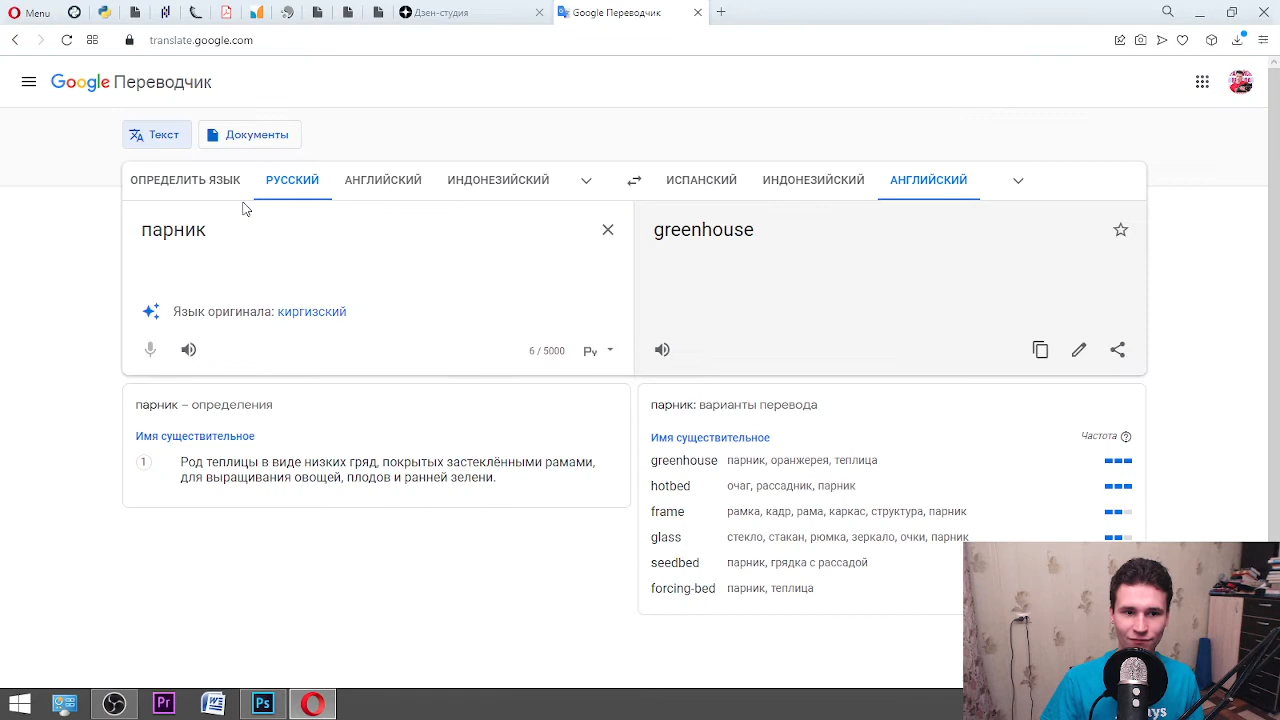 Menu
Дзен-студия
Google Переводчик
translate.google.com
Google Переводчик
Текст
Документы
ОПРЕДЕЛИТЬ ЯЗЫК РУССКИЙ АНГЛИЙСКИЙ ИНДОНЕЗИЙСКИЙ ИСПАНСКИЙ ИНДОНЕЗИЙСКИЙ АНГЛИЙСКИЙ
парник
Язык оригинала: киргизский
6 / 5000
greenhouse
парник – определения
Имя существительное
1 Род теплицы в виде низких гряд, покрытых застеклёнными рамами,
для выращивания овощей, плодов и ранней зелени.
парник: варианты перевода
Имя существительное Частота
greenhouse парник, оранжерея, теплица
hotbed очаг, рассадник, парник
frame рамка, кадр, рама, каркас, структура, парник
glass стекло, стакан, рюмка, зеркало, очки, парник
seedbed парник, грядка с рассадой
forcing-bed парник, теплица
Pr
Ps